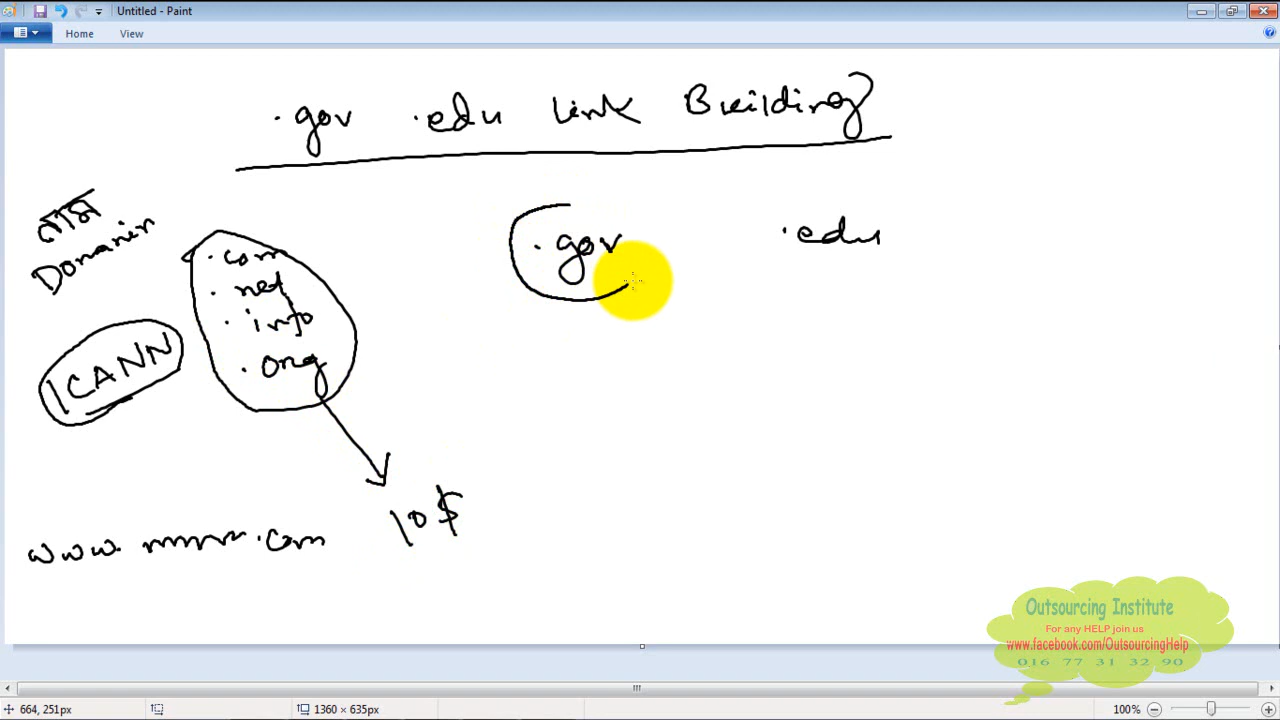 Untitled - Paint
Home View
.gov .edu Link Building
নাম
Domain
.com
.net
.info
.org
.gov
.edu
ICANN
10$
www. .com
Outsourcing Institute
For any HELP join us
www.facebook.com/OutsourcingHelp
016 77 31 32 90
664, 251px
1360 × 635px
100%